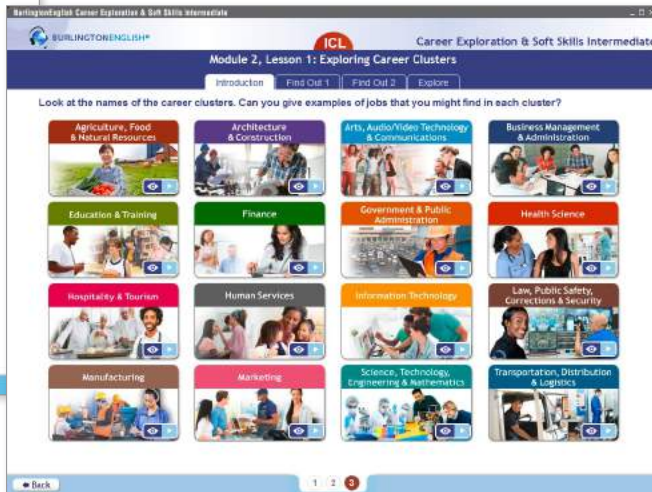 BurlingtonEnglish Career Exploration & Soft Skills Intermediate
BURLINGTONENGLISH®
ICL
Career Exploration & Soft Skills Intermediate
Module 2, Lesson 1: Exploring Career Clusters
Introduction
Find Out 1
Find Out 2
Explore
Look at the names of the career clusters. Can you give examples of jobs that you might find in each cluster?
Agriculture, Food
& Natural Resources
Architecture
& Construction
Arts, Audio/Video Technology
& Communications
Business Management
& Administration
Education & Training
Finance
Government & Public
Administration
Health Science
Hospitality & Tourism
Human Services
Information Technology
Law, Public Safety,
Corrections & Security
Manufacturing
Marketing
Science, Technology,
Engineering & Mathematics
Transportation, Distribution
& Logistics
Back
1 2 3